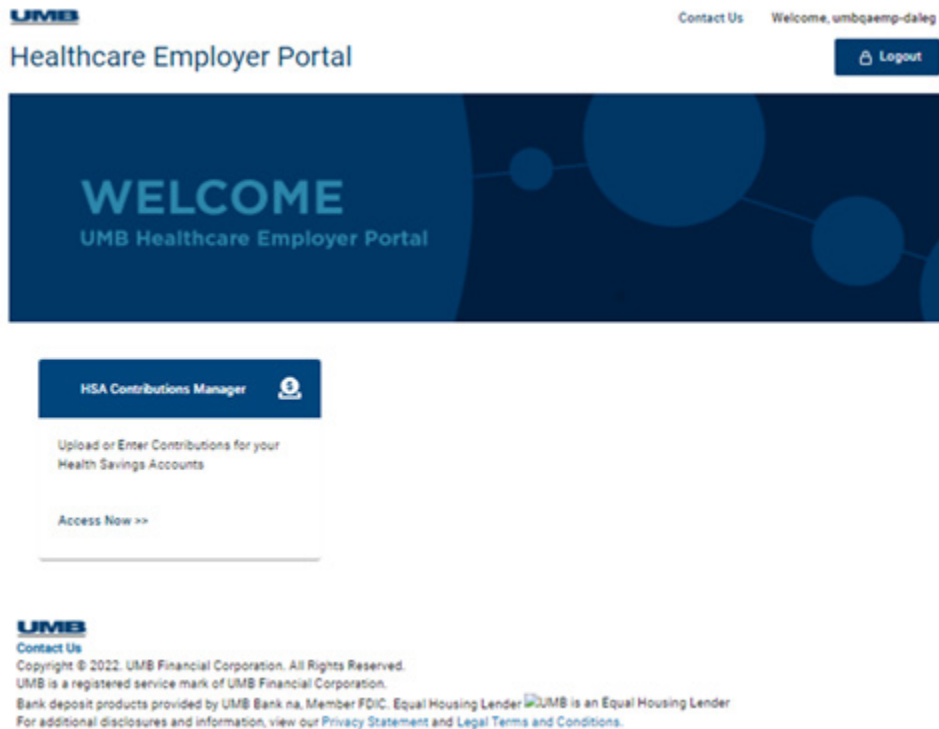 UMB
Contact Us Welcome, umbqaemp-daleg
Healthcare Employer Portal
Logout
WELCOME
UMB Healthcare Employer Portal
HSA Contributions Manager
Upload or Enter Contributions for your
Health Savings Accounts
Access Now >>
UMB
Contact Us
Copyright © 2022. UMB Financial Corporation. All Rights Reserved.
UMB is a registered service mark of UMB Financial Corporation.
Bank deposit products provided by UMB Bank na, Member FDIC. Equal Housing Lender UMB is an Equal Housing Lender
For additional disclosures and information, view our Privacy Statement and Legal Terms and Conditions.